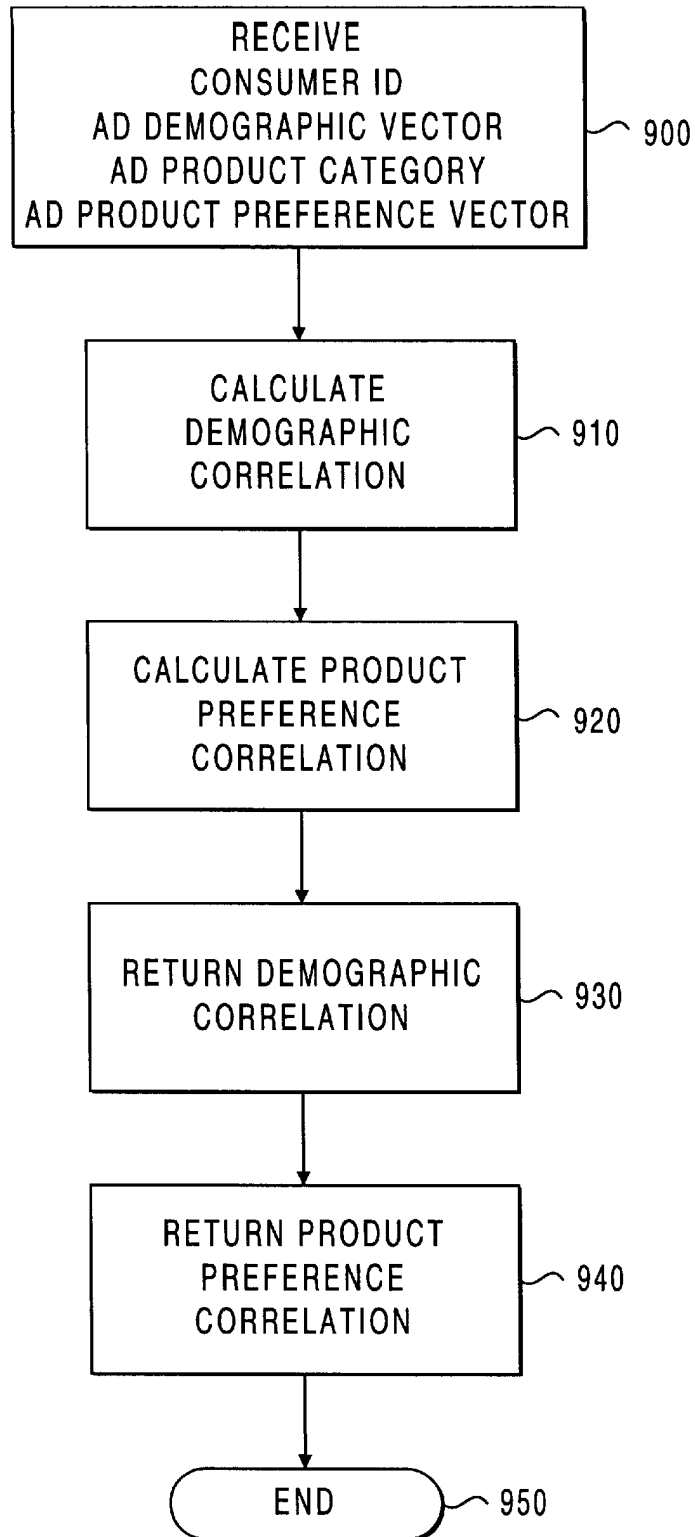 RECEIVE
CONSUMER ID
AD DEMOGRAPHIC VECTOR
AD PRODUCT CATEGORY
AD PRODUCT PREFERENCE VECTOR
900
CALCULATE
DEMOGRAPHIC
CORRELATION
910
CALCULATE PRODUCT
PREFERENCE
CORRELATION
920
RETURN DEMOGRAPHIC
CORRELATION
930
RETURN PRODUCT
PREFERENCE
CORRELATION
940
END
950